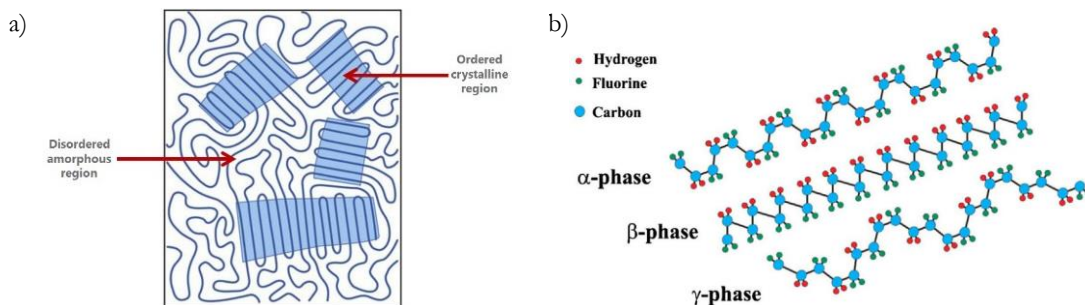 a)
Ordered
crystalline
region
Disordered
amorphous
region
b)
Hydrogen
Fluorine
Carbon
α-phase
β-phase
γ-phase